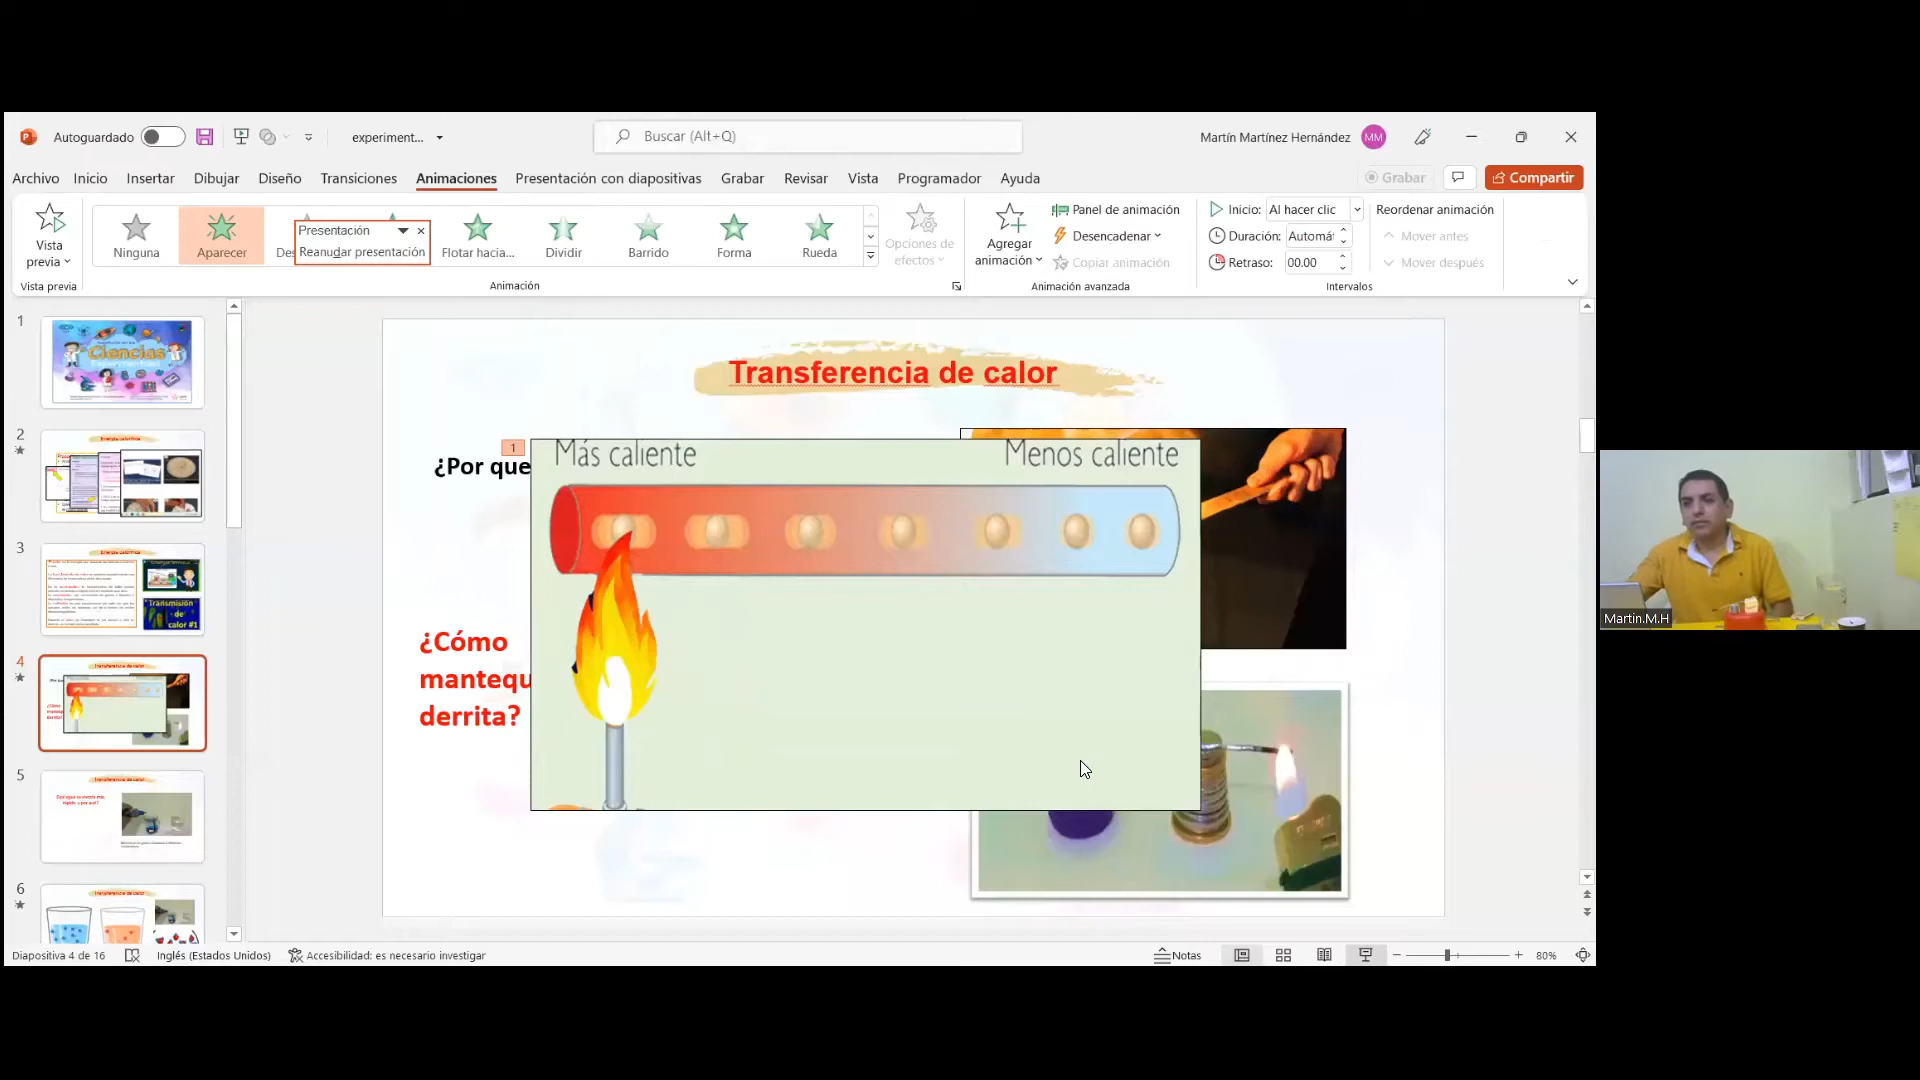 Autoguardado
experiment...
Buscar (Alt+Q)
Martín Martínez Hernández
MM
Archivo
Inicio
Insertar
Dibujar
Diseño
Transiciones
Animaciones
Presentación con diapositivas
Grabar
Revisar
Vista
Programador
Ayuda
Grabar
Compartir
Vista
previa
Ninguna
Aparecer
Presentación
Reanudar presentación
Flotar hacia...
Dividir
Barrido
Forma
Rueda
Opciones de
efectos
Agregar
animación
Panel de animación
Desencadenar
Copiar animación
Inicio:
Al hacer clic
Duración:
Retraso:
00.00
Reordenar animación
Mover antes
Mover después
Vista previa
Animación
Animación avanzada
Intervalos
1
Ciencias
2
3
Transmisión
de
calor #1
4
5
6
Transferencia de calor
1
¿Por que
Más caliente
Menos caliente
¿Cómo
mantequ
derrita?
Martin.M.H
Diapositiva 4 de 16
Inglés (Estados Unidos)
Accesibilidad: es necesario investigar
Notas
80%